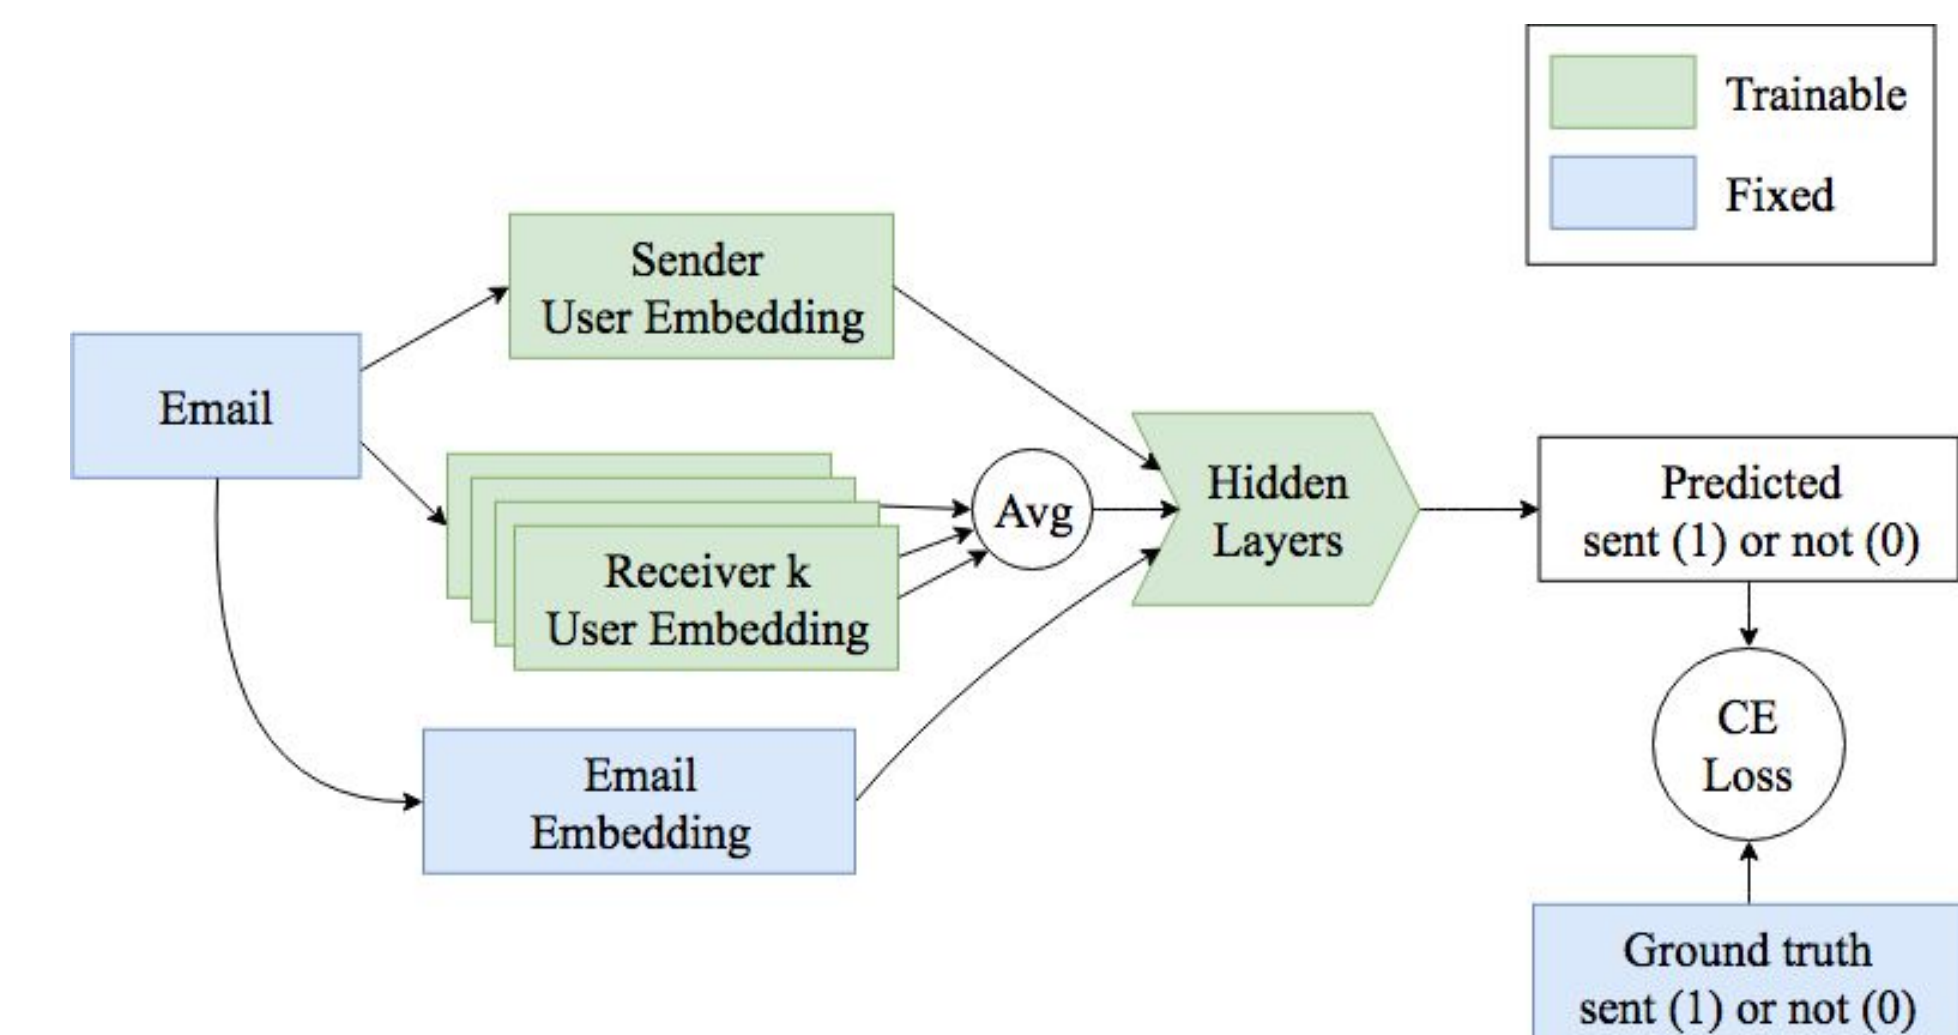 Trainable
Fixed
Sender
User Embedding
Email
Receiver k
User Embedding
Avg
Hidden
Layers
Predicted
sent (1) or not (0)
Email
Embedding
CE
Loss
Ground truth
sent (1) or not (0)